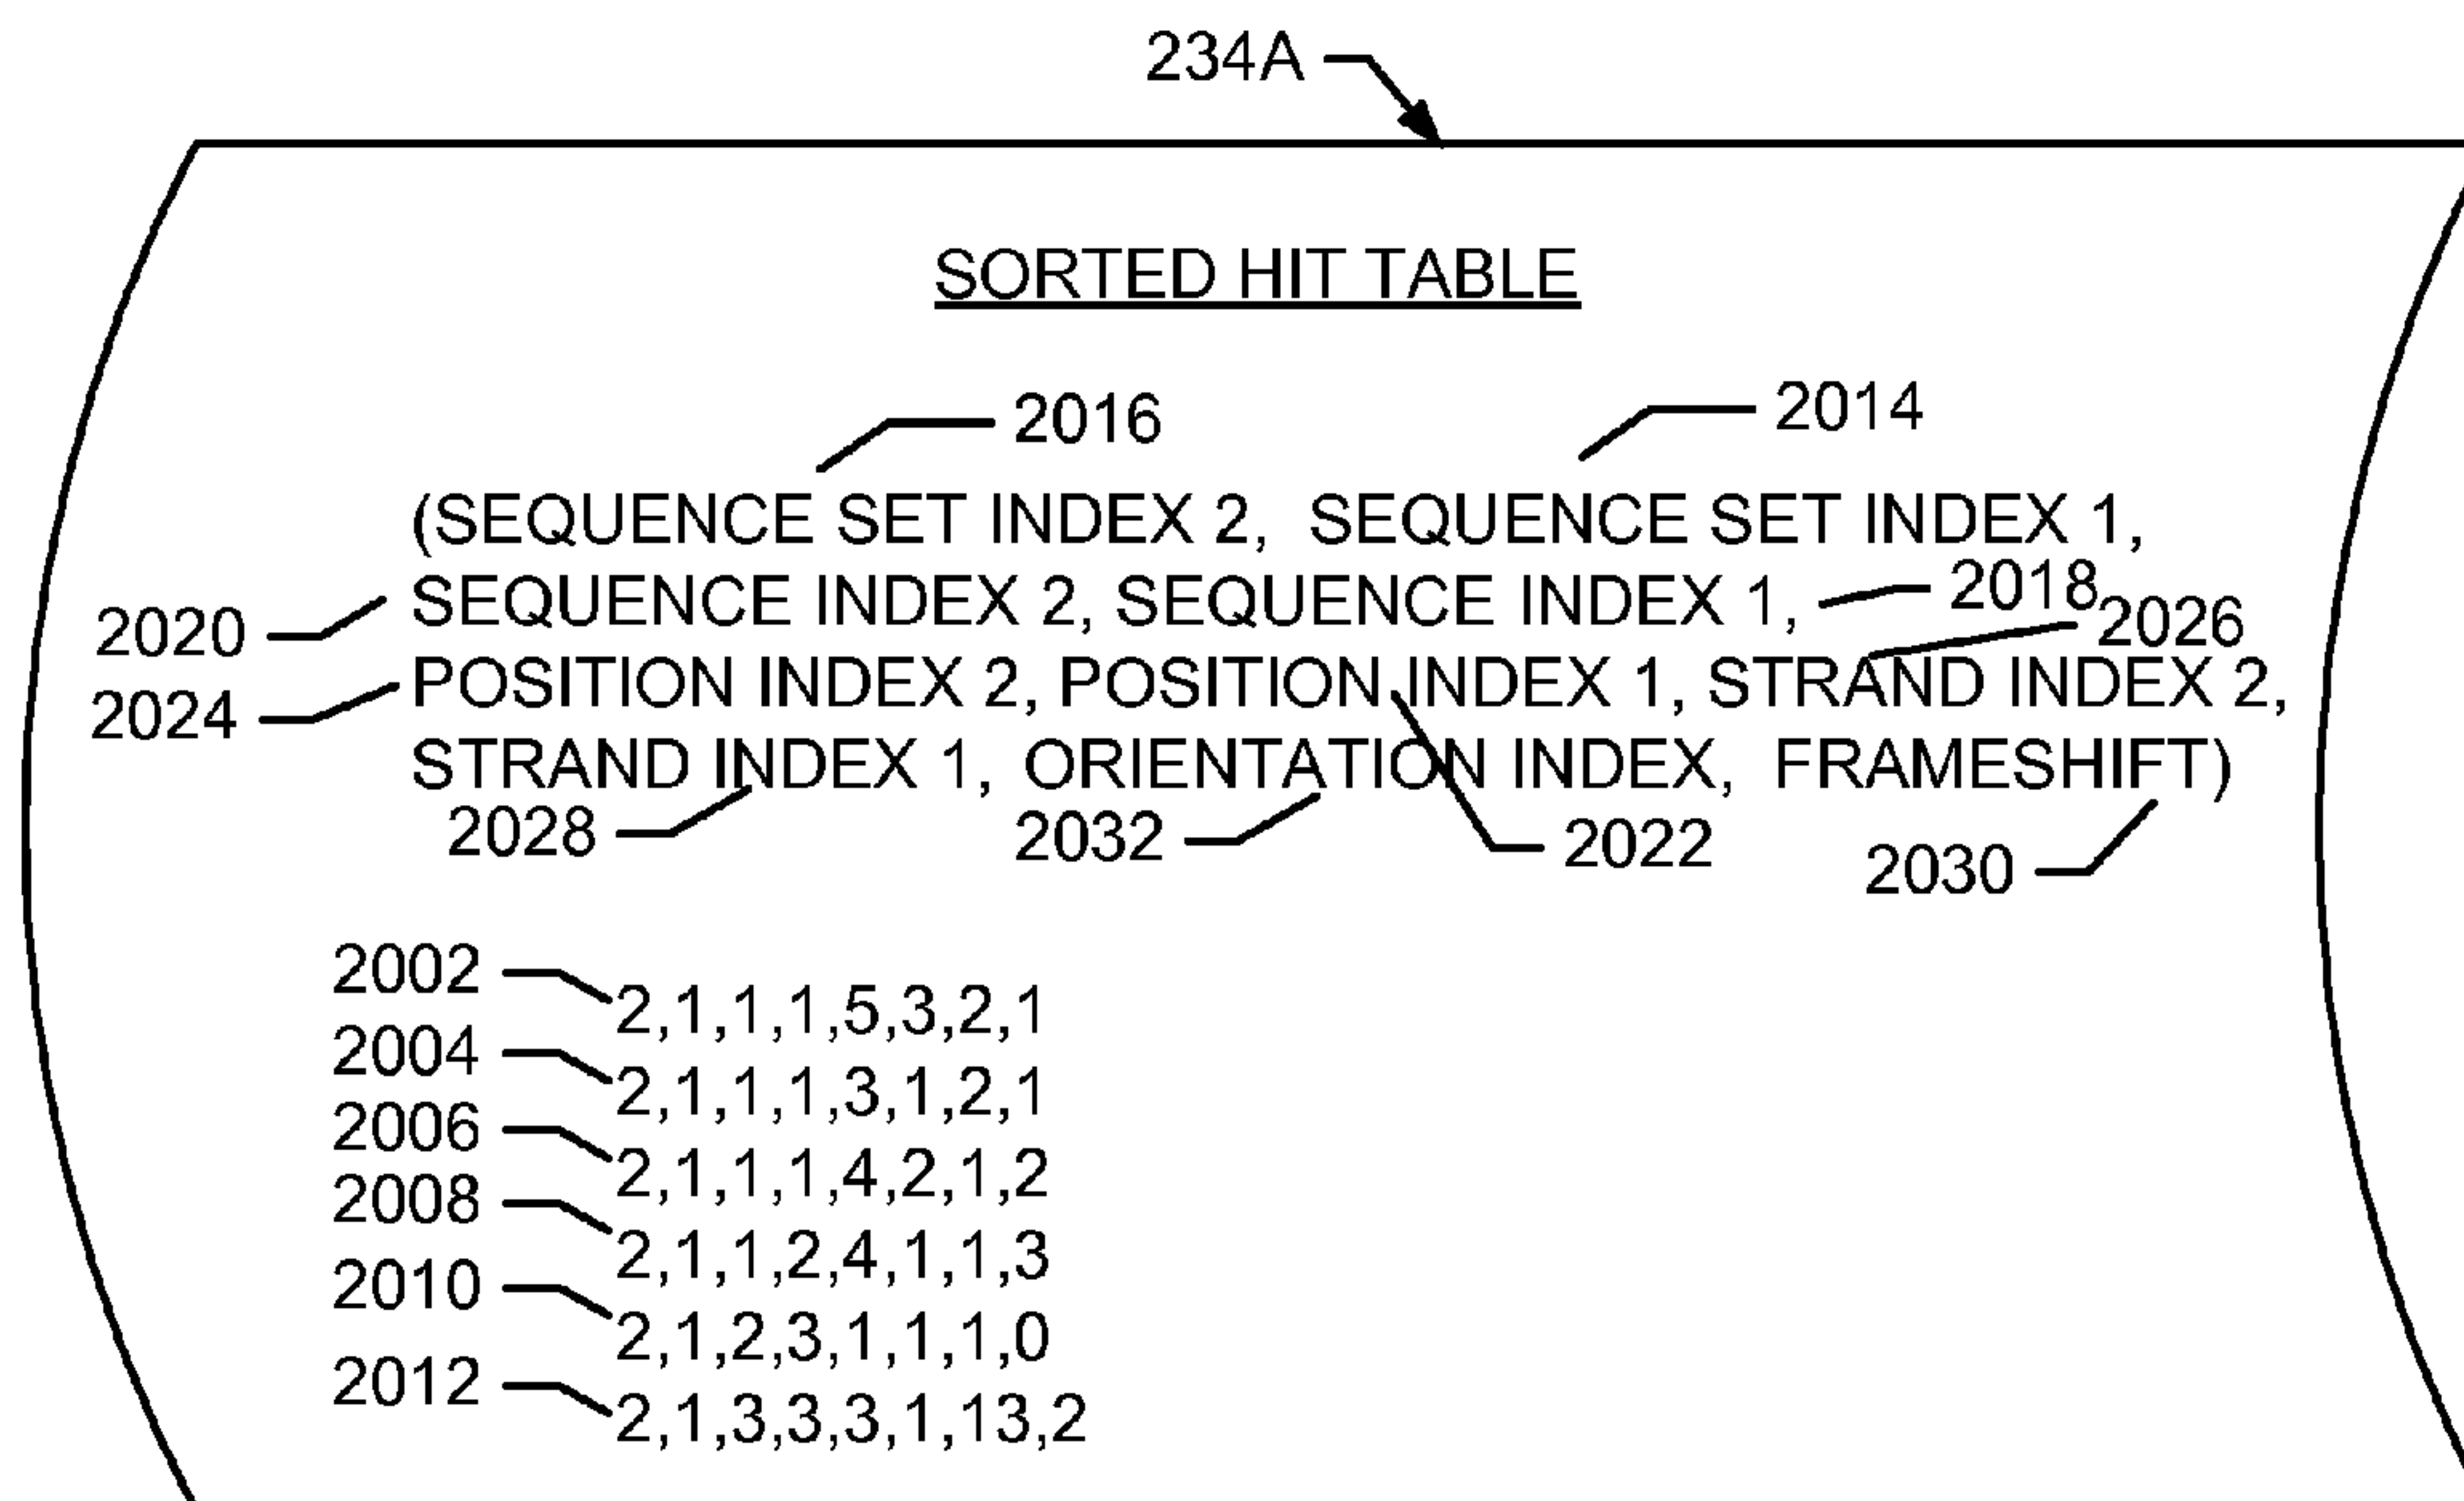 234A
SORTED HIT TABLE
2016 2014
(SEQUENCE SET INDEX 2, SEQUENCE SET INDEX 1,
2020 SEQUENCE INDEX 2, SEQUENCE INDEX 1, 2018 2026
2024 POSITION INDEX 2, POSITION INDEX 1, STRAND INDEX 2,
STRAND INDEX 1, ORIENTATION INDEX, FRAMESHIFT)
2028 2032 2022 2030
2002 2,1,1,1,5,3,2,1
2004 2,1,1,1,3,1,2,1
2006 2,1,1,1,4,2,1,2
2008 2,1,1,2,4,1,1,3
2010 2,1,2,3,1,1,1,0
2012 2,1,3,3,3,1,13,2